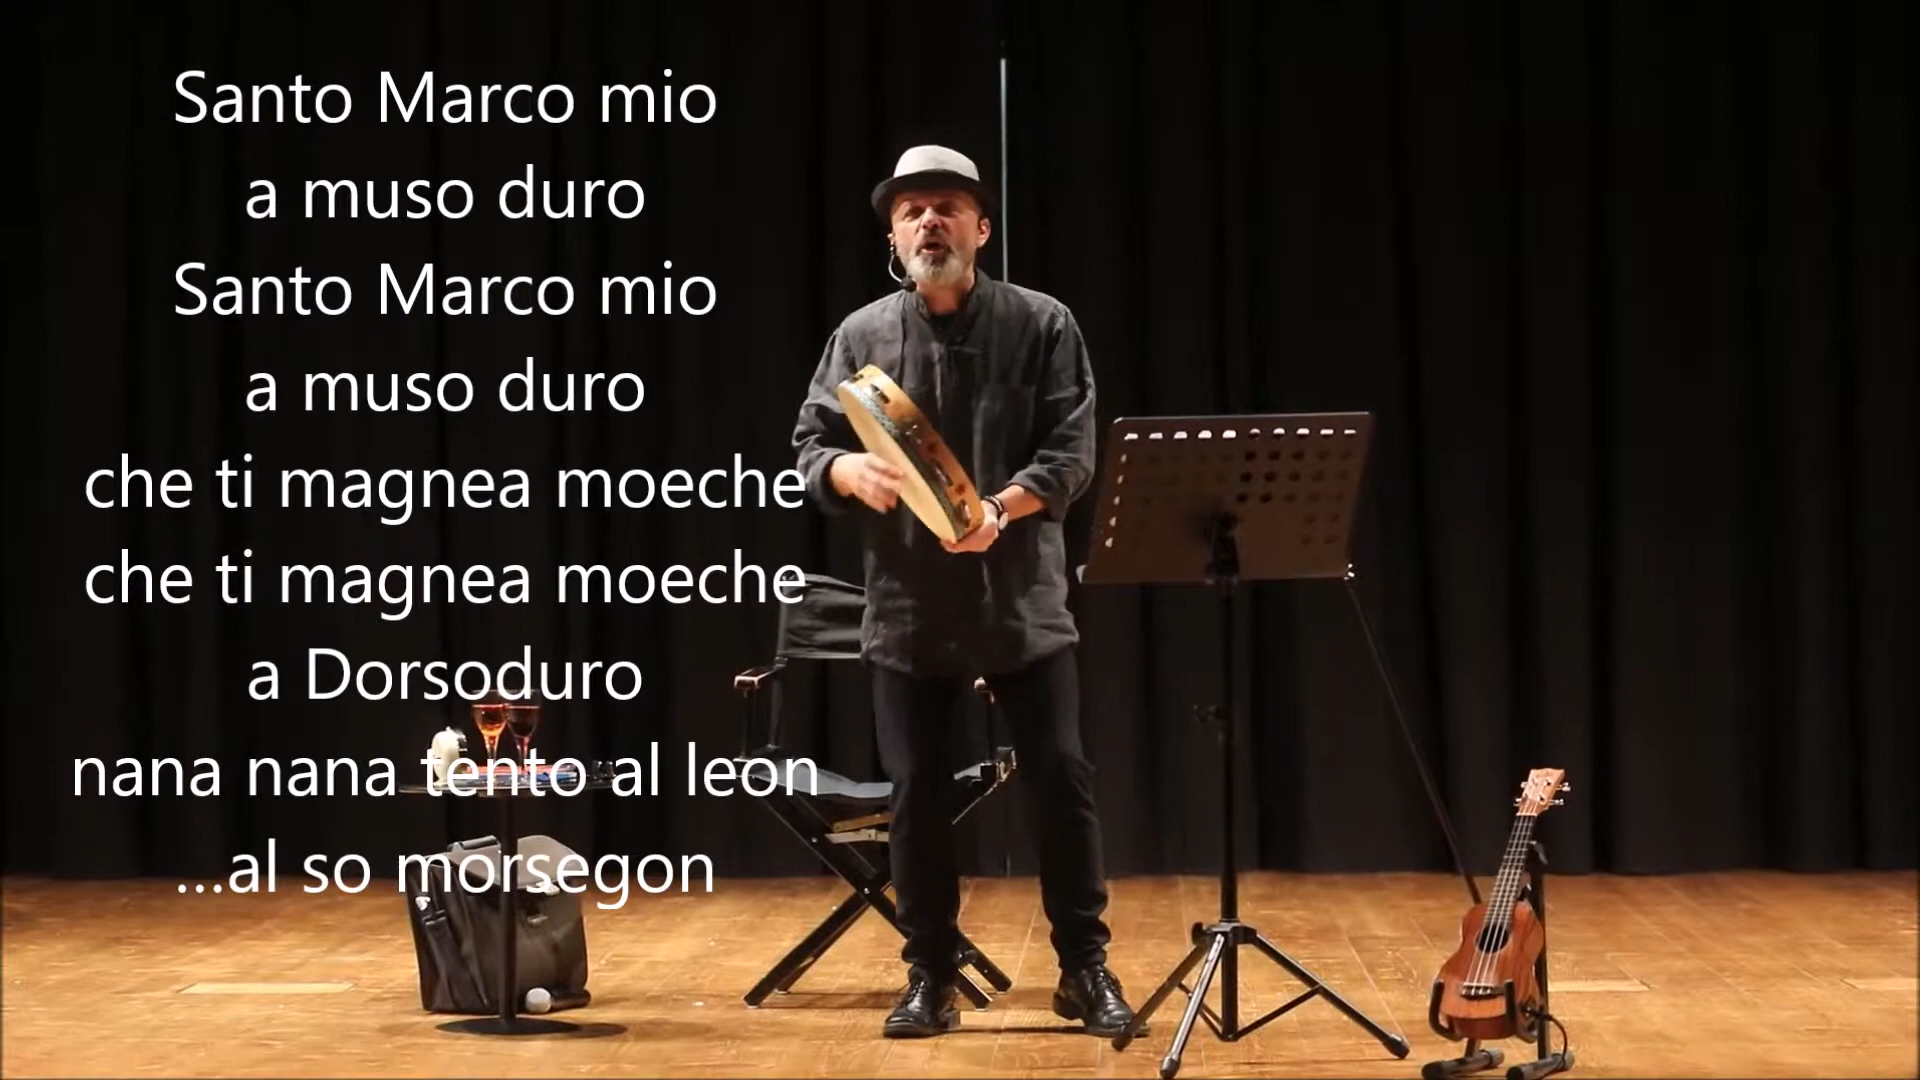 Santo Marco mio
a muso duro
Santo Marco mio
a muso duro
che ti magnea moeche
che ti magnea moeche
a Dorsoduro
nana nana tento al leon
...al so morsegon